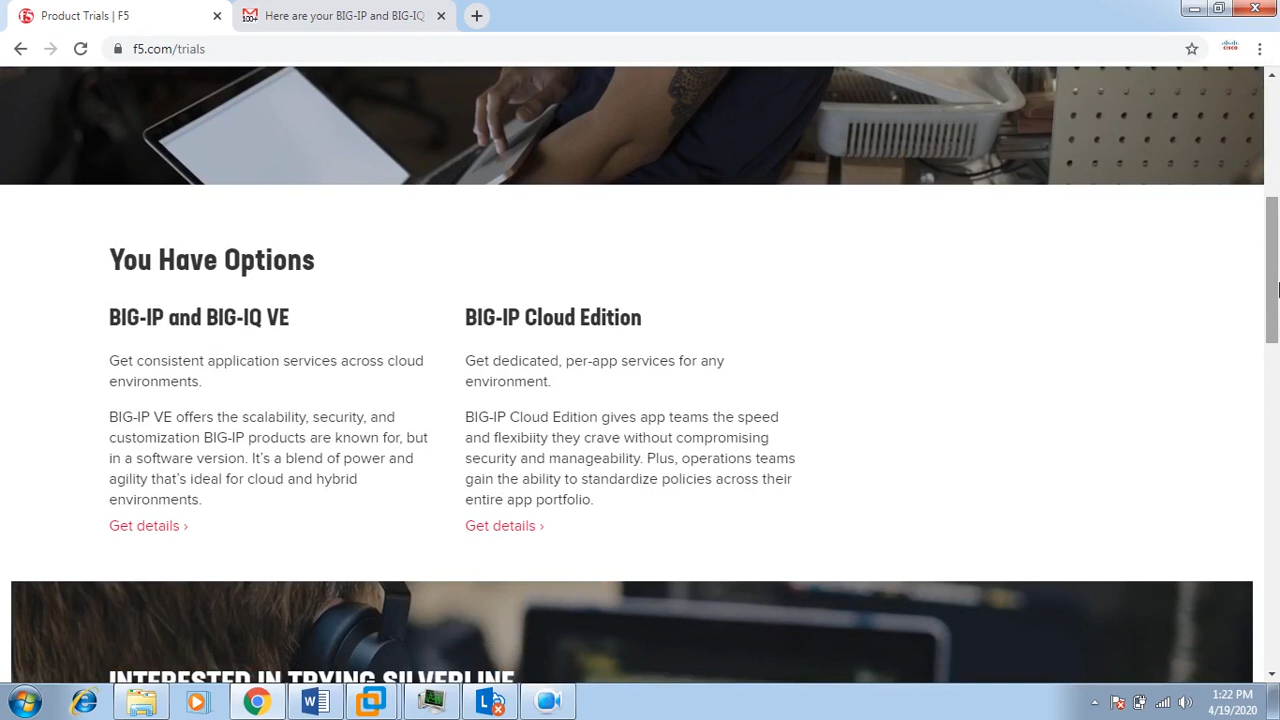 Product Trials | F5
Here are your BIG-IP and BIG-IQ
f5.com/trials
You Have Options
BIG-IP and BIG-IQ VE
Get consistent application services across cloud
environments.
BIG-IP VE offers the scalability, security, and
customization BIG-IP products are known for, but
in a software version. It's a blend of power and
agility that's ideal for cloud and hybrid
environments.
Get details ›
BIG-IP Cloud Edition
Get dedicated, per-app services for any
environment.
BIG-IP Cloud Edition gives app teams the speed
and flexibiity they crave without compromising
security and manageability. Plus, operations teams
gain the ability to standardize policies across their
entire app portfolio.
Get details ›
INTERESTED IN TRYING SILVERLINE
1:22 PM
4/19/2020